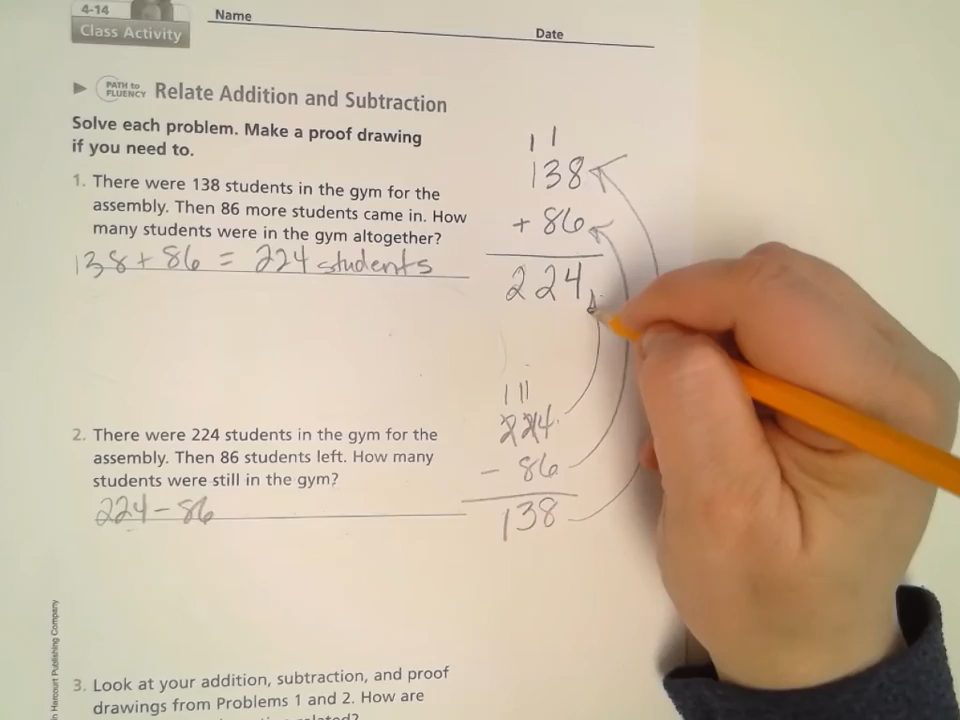 4-14
Class Activity
Name
Date
PATH to
FLUENCY
Relate Addition and Subtraction
Solve each problem. Make a proof drawing
if you need to.
1. There were 138 students in the gym for the
assembly. Then 86 more students came in. How
many students were in the gym altogether?
138 + 86 = 224 students
1 1
138
+ 86
224
2. There were 224 students in the gym for the
assembly. Then 86 students left. How many
students were still in the gym?
224 - 86
1 11
224
- 86
138
3. Look at your addition, subtraction, and proof
drawings from Problems 1 and 2. How are
related?
Harcourt Publishing Company